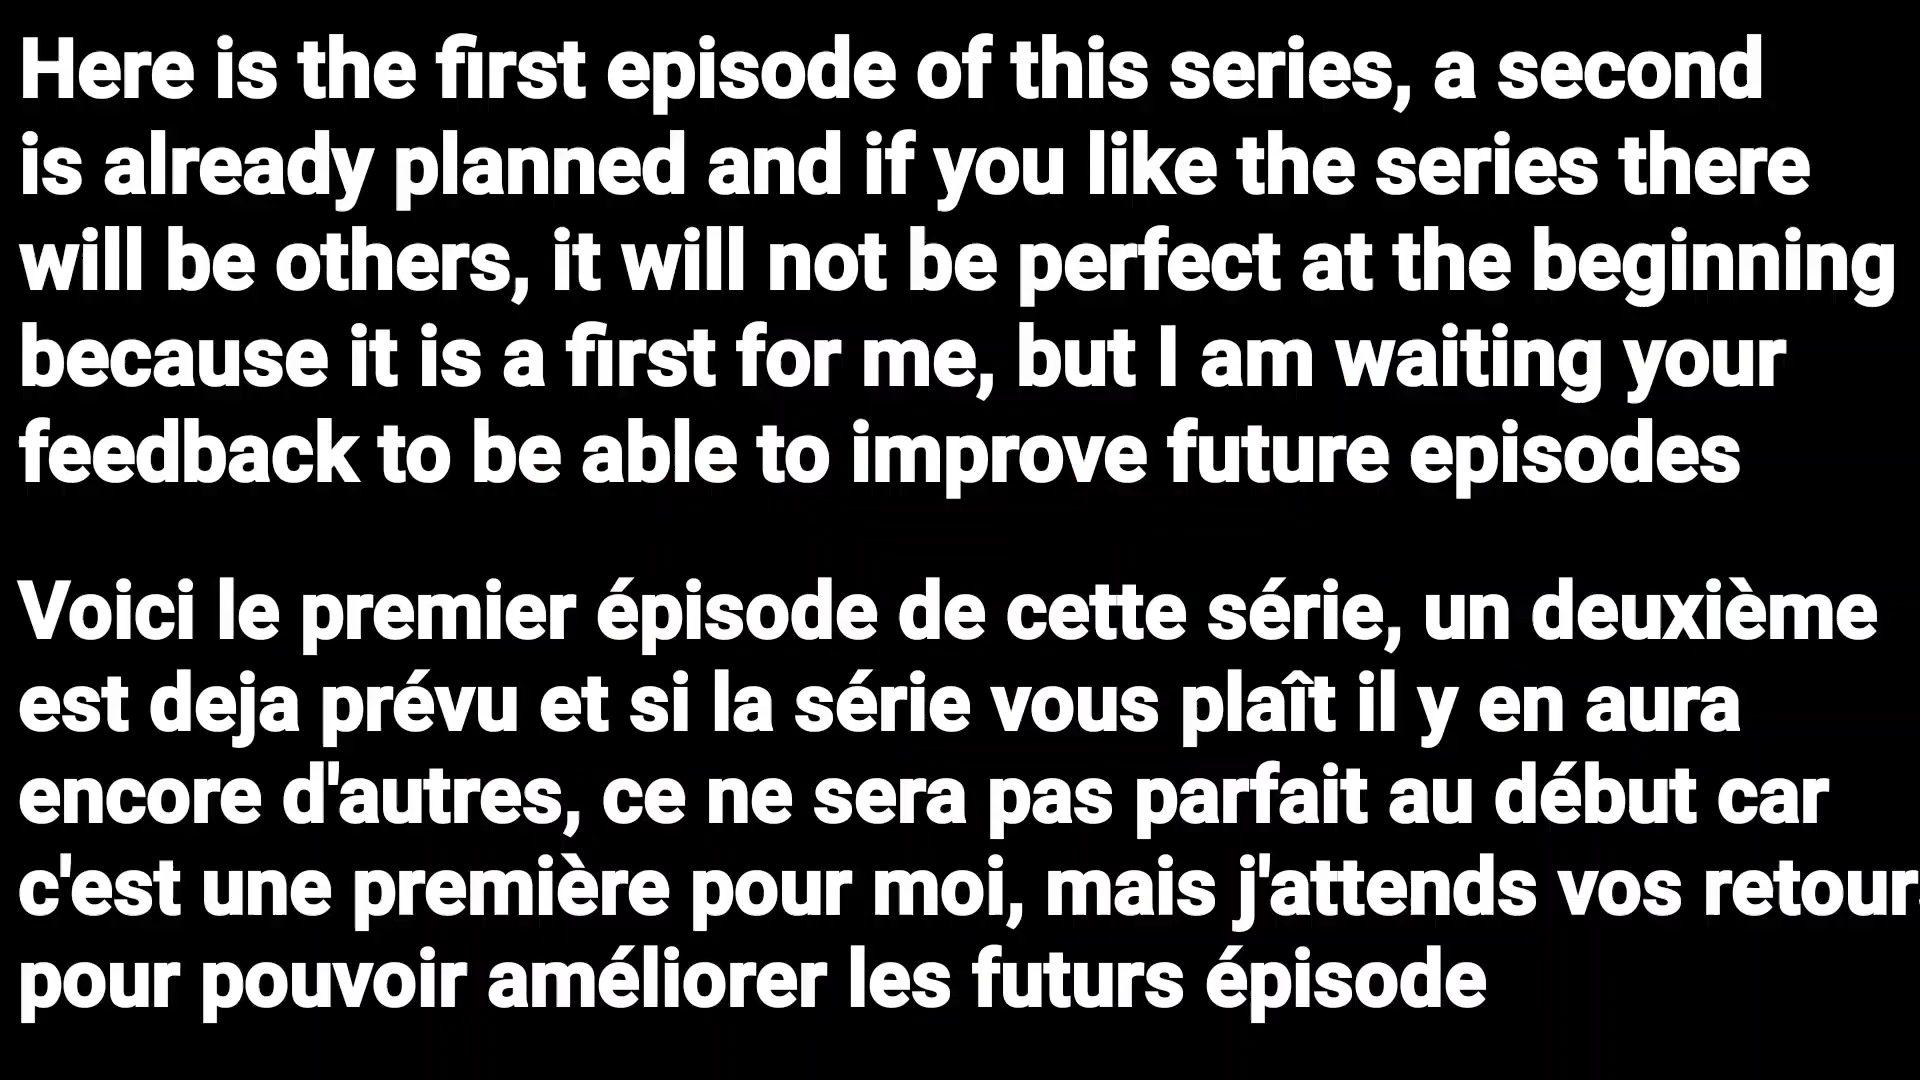 Here is the first episode of this series, a second
is already planned and if you like the series there
will be others, it will not be perfect at the beginning
because it is a first for me, but I am waiting your
feedback to be able to improve future episodes
Voici le premier épisode de cette série, un deuxième
est deja prévu et si la série vous plaît il y en aura
encore d'autres, ce ne sera pas parfait au début car
c'est une première pour moi, mais j'attends vos retours
pour pouvoir améliorer les futurs épisode